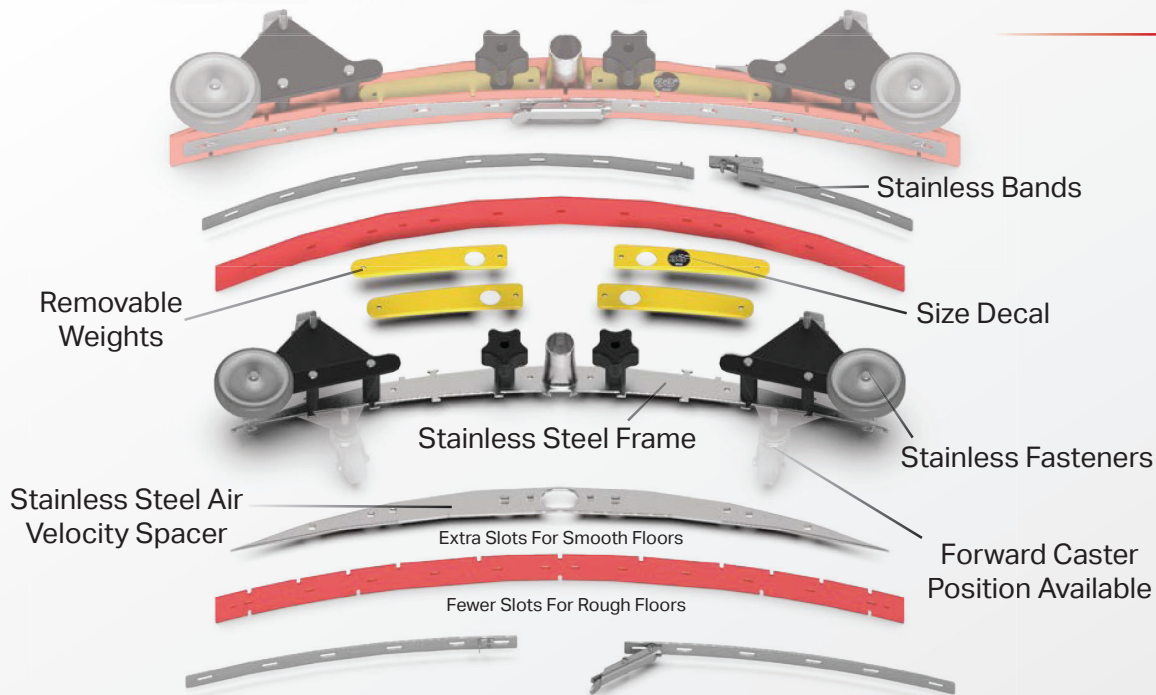 Stainless Bands
Removable
Weights
Size Decal
Stainless Steel Frame
Stainless Fasteners
Stainless Steel Air
Velocity Spacer
Extra Slots For Smooth Floors
Forward Caster
Position Available
Fewer Slots For Rough Floors